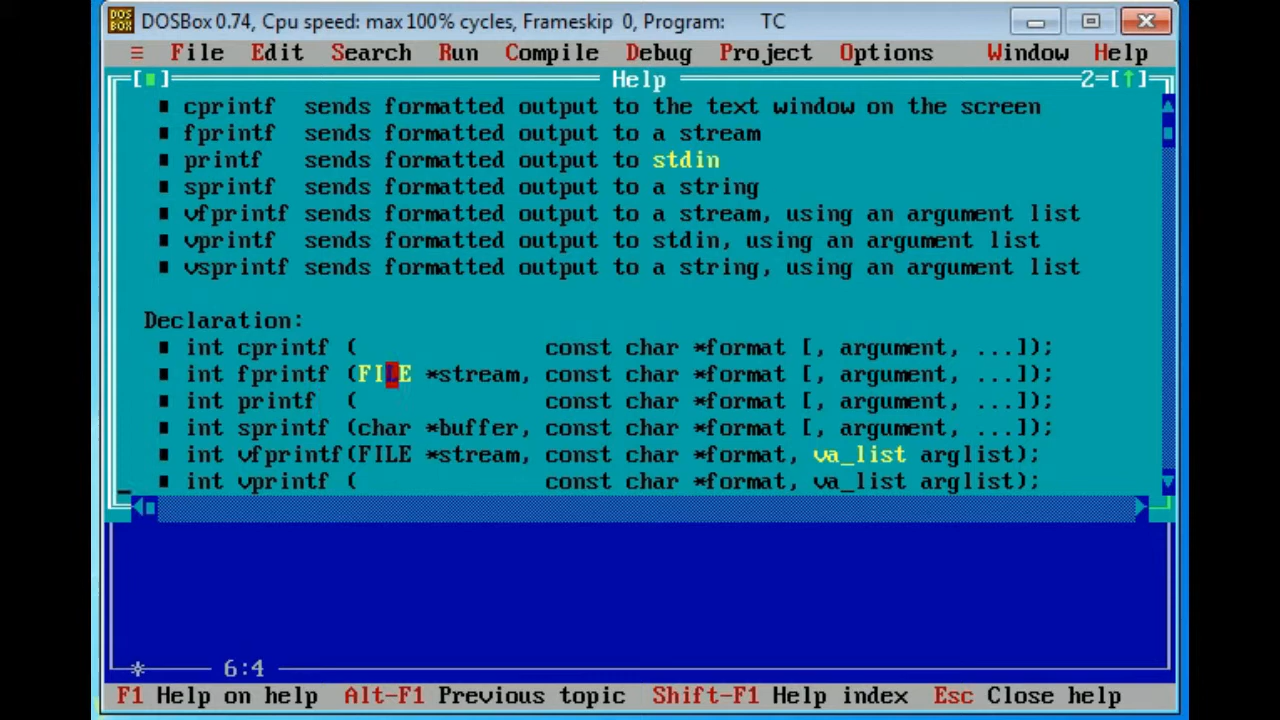 DOS BOX DOSBox 0.74, Cpu speed: max 100% cycles, Frameskip 0, Program: TC
≡ File Edit Search Run Compile Debug Project Options Window Help
[■] Help 2=[↑]
■ cprintf sends formatted output to the text window on the screen
■ fprintf sends formatted output to a stream
■ printf sends formatted output to stdin
■ sprintf sends formatted output to a string
■ vfprintf sends formatted output to a stream, using an argument list
■ vprintf sends formatted output to stdin, using an argument list
■ vsprintf sends formatted output to a string, using an argument list
Declaration:
■ int cprintf ( const char *format [, argument, ...]);
■ int fprintf (FILE *stream, const char *format [, argument, ...]);
■ int printf ( const char *format [, argument, ...]);
■ int sprintf (char *buffer, const char *format [, argument, ...]);
■ int vfprintf(FILE *stream, const char *format, va_list arglist);
■ int vprintf ( const char *format, va_list arglist);
* 6:4
F1 Help on help Alt-F1 Previous topic Shift-F1 Help index Esc Close help